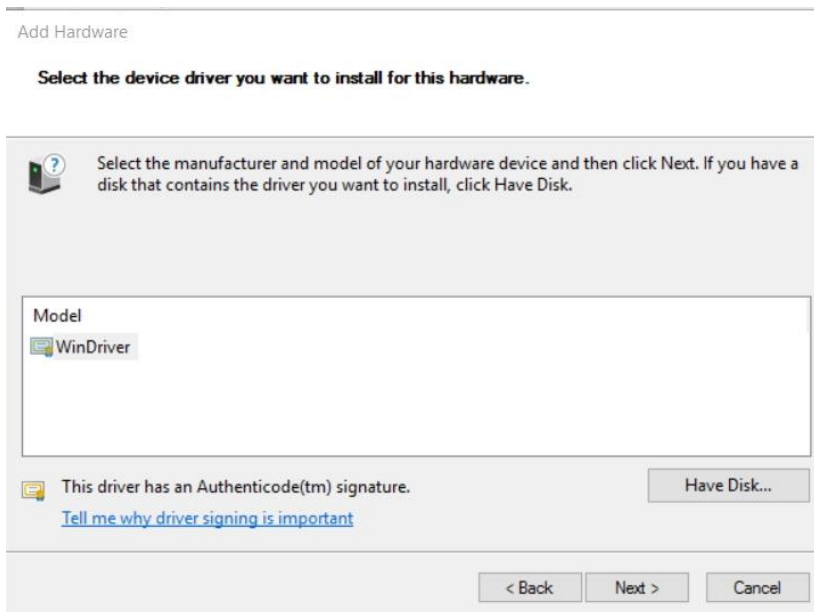 Add Hardware
Select the device driver you want to install for this hardware.
Select the manufacturer and model of your hardware device and then click Next. If you have a
disk that contains the driver you want to install, click Have Disk.
Model
WinDriver
This driver has an Authenticode(tm) signature.
Have Disk...
Tell me why driver signing is important
< Back
Next >
Cancel